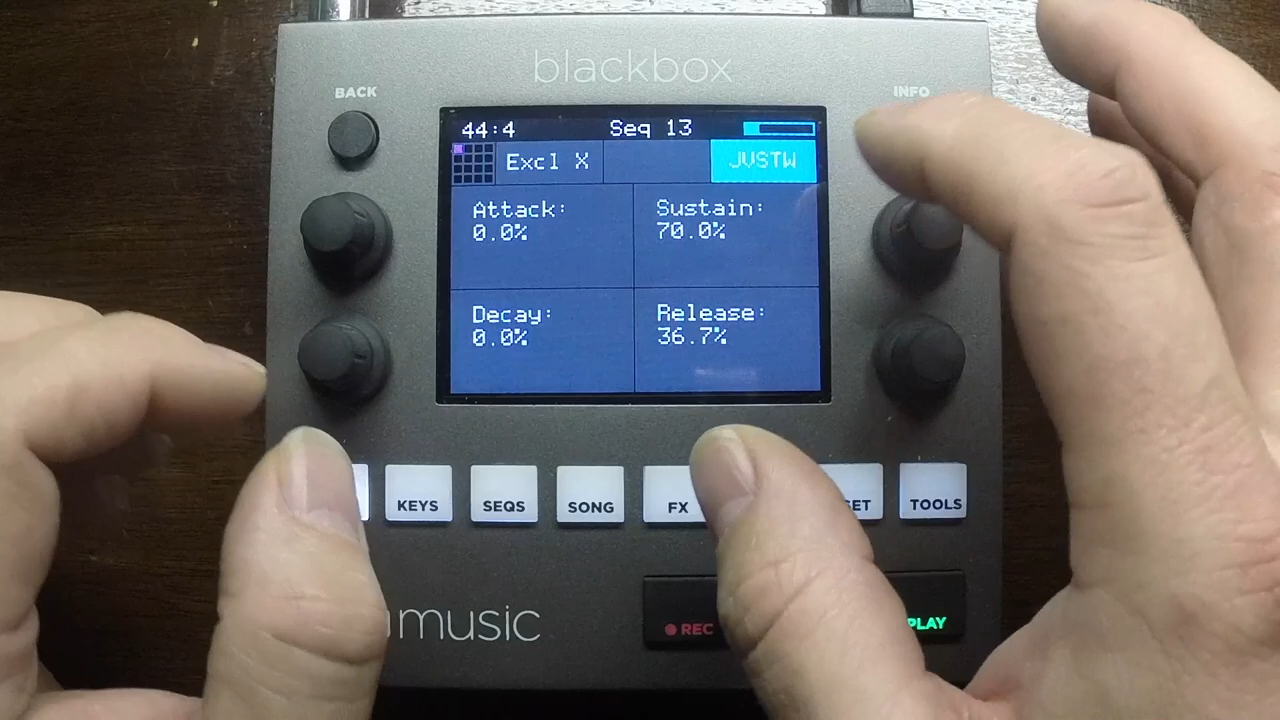 blackbox
BACK
INFO
44:4 Seq 13
Excl X JVSTW
Attack:
0.0%
Sustain:
70.0%
Decay:
0.0%
Release:
36.7%
KEYS
SEQS
SONG
FX
SET
TOOLS
music
REC
PLAY